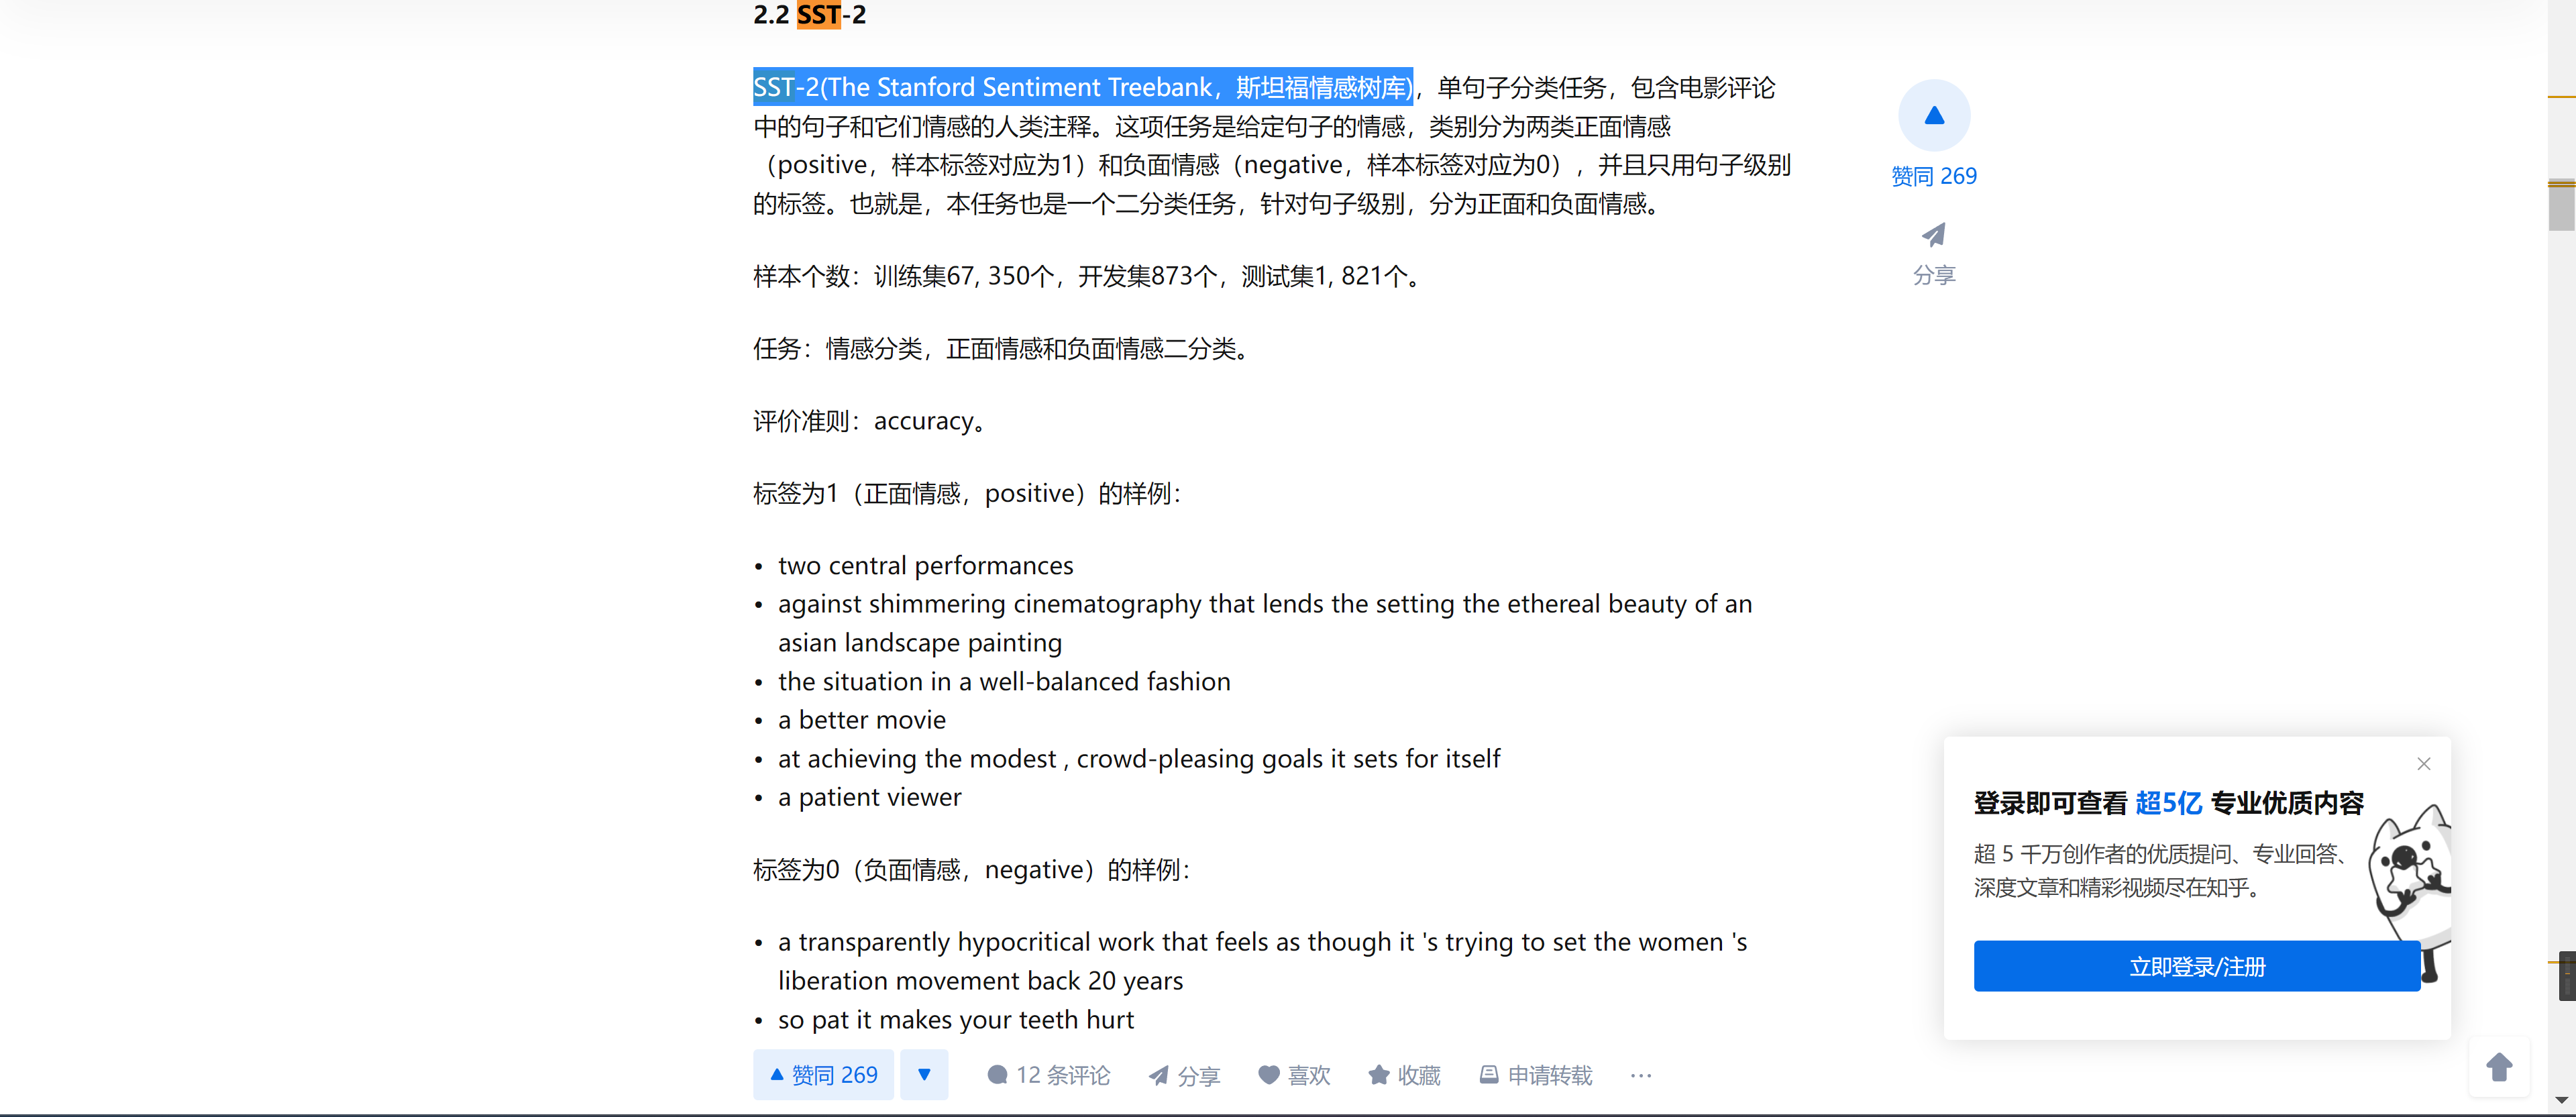 2.2 SST-2
SST-2(The Stanford Sentiment Treebank，斯坦福情感树库)，单句子分类任务，包含电影评论
中的句子和它们情感的人类注释。这项任务是给定句子的情感，类别分为两类正面情感
（positive，样本标签对应为1）和负面情感（negative，样本标签对应为0），并且只用句子级别
的标签。也就是，本任务也是一个二分类任务，针对句子级别，分为正面和负面情感。
样本个数：训练集67, 350个，开发集873个，测试集1, 821个。
任务：情感分类，正面情感和负面情感二分类。
评价准则：accuracy。
标签为1（正面情感，positive）的样例：
• two central performances
• against shimmering cinematography that lends the setting the ethereal beauty of an
asian landscape painting
• the situation in a well-balanced fashion
• a better movie
• at achieving the modest , crowd-pleasing goals it sets for itself
• a patient viewer
标签为0（负面情感，negative）的样例：
• a transparently hypocritical work that feels as though it 's trying to set the women 's
liberation movement back 20 years
• so pat it makes your teeth hurt
赞同 269
12 条评论
分享
喜欢
收藏
申请转载
赞同 269
分享
登录即可查看 超5亿 专业优质内容
超 5 千万创作者的优质提问、专业回答、
深度文章和精彩视频尽在知乎。
立即登录/注册